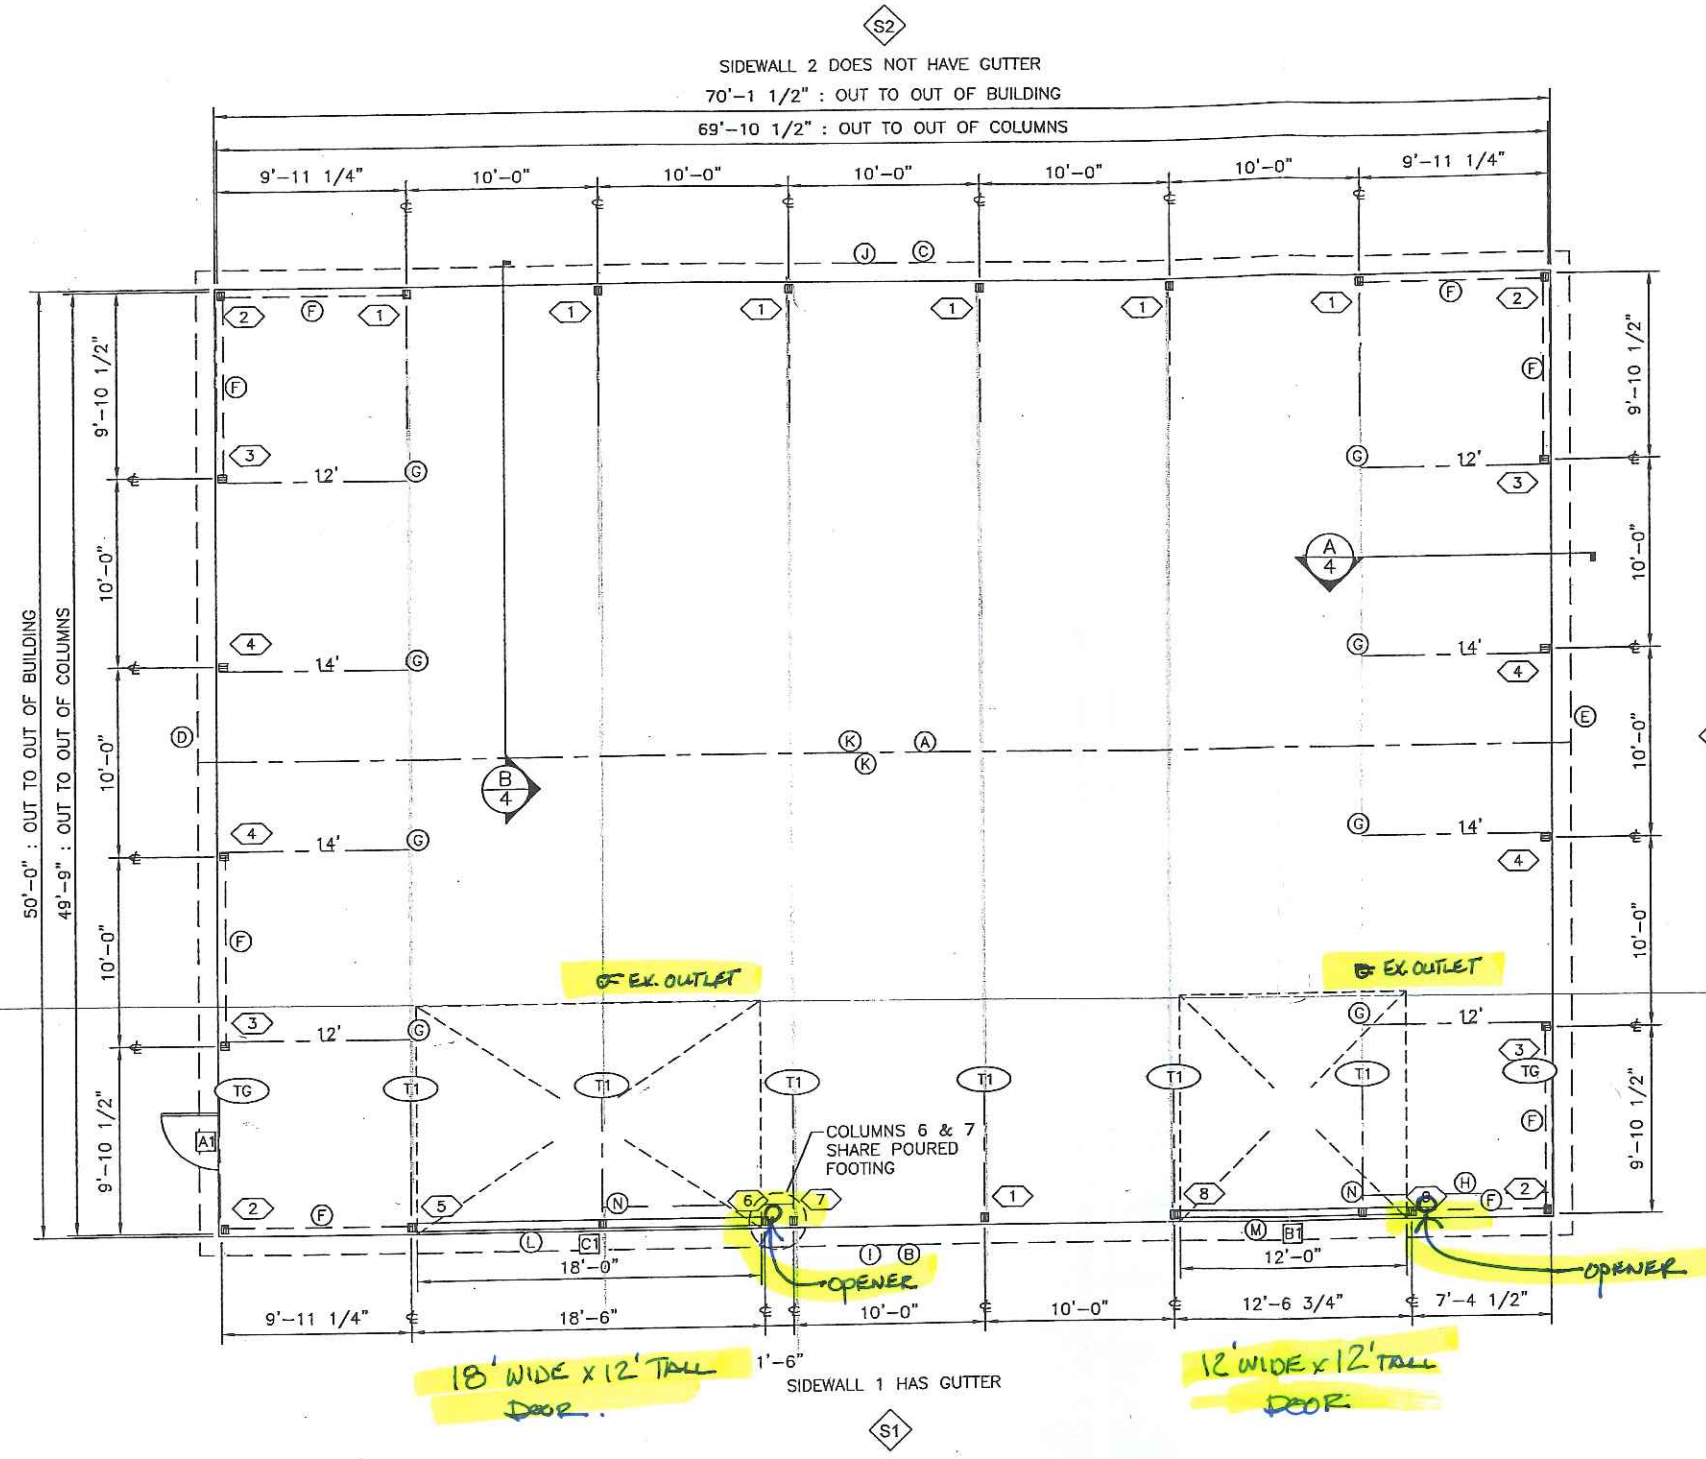 S2
SIDEWALL 2 DOES NOT HAVE GUTTER
70'-1 1/2" : OUT TO OUT OF BUILDING
69'-10 1/2" : OUT TO OUT OF COLUMNS
9'-11 1/4" 10'-0" 10'-0" 10'-0" 10'-0" 10'-0" 9'-11 1/4"
J C
2 F 1 1 1 1 1 1 F 2
9'-10 1/2" F F 9'-10 1/2"
3 12' G G 12' 3
10'-0" A 4 10'-0"
4 14' G G 14' 4
50'-0" : OUT TO OUT OF BUILDING
49'-9" : OUT TO OUT OF COLUMNS
D K A E
K
10'-0" B 4 10'-0"
4 14' G G 14' 4
10'-0" F 10'-0"
EX. OUTLET EX. OUTLET
3 12' G G 12' 3
TG T1 T1 T1 T1 T1 T1 TG
9'-10 1/2" A1 F 9'-10 1/2"
COLUMNS 6 & 7
SHARE POURED
FOOTING
2 F 5 N 6 7 1 8 N H F 2
L C1 I B M B1
18'-0" OPENER 12'-0" OPENER
9'-11 1/4" 18'-6" 10'-0" 10'-0" 12'-6 3/4" 7'-4 1/2"
1'-6"
18' WIDE x 12' TALL
DOOR.
12' WIDE x 12' TALL
DOOR
SIDEWALL 1 HAS GUTTER
S1